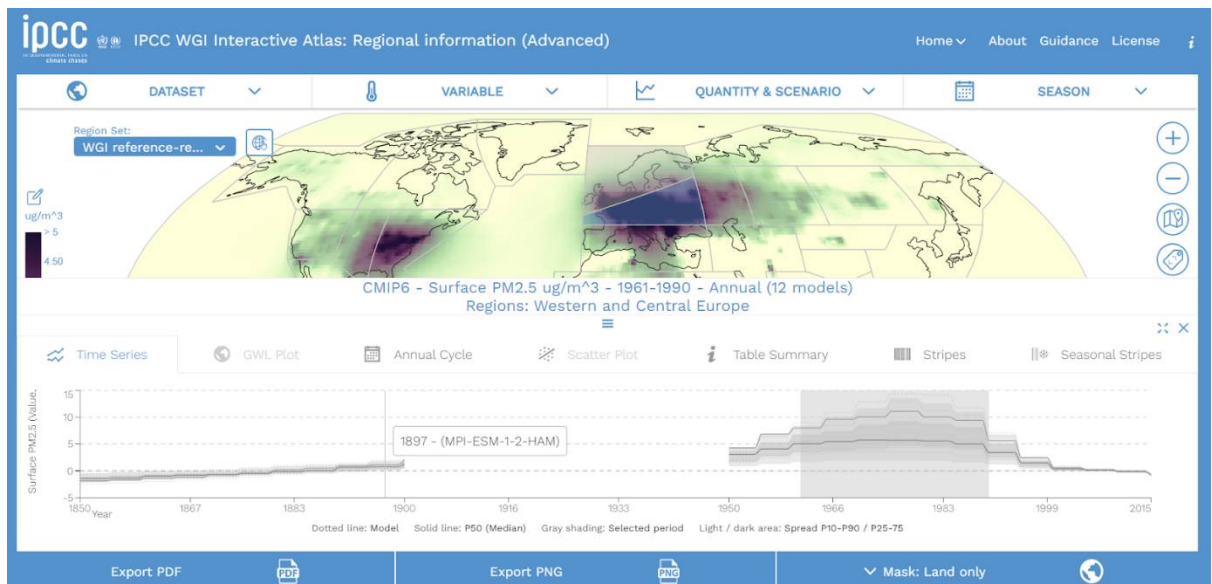 ipcc
climate change
IPCC WGI Interactive Atlas: Regional information (Advanced)
Home About Guidance License i
DATASET VARIABLE QUANTITY & SCENARIO SEASON
Region Set:
WGI reference-re...
ug/m^3
> 5
4.50
CMIP6 - Surface PM2.5 ug/m^3 - 1961-1990 - Annual (12 models)
Regions: Western and Central Europe
Time Series GWL Plot Annual Cycle Scatter Plot i Table Summary Stripes Seasonal Stripes
Surface PM2.5 (Value,
15
10
5
0
-5
1897 - (MPI-ESM-1-2-HAM)
1850 1867 1883 1900 1916 1933 1950 1966 1983 1999 2015
Year
Dotted line: Model Solid line: P50 (Median) Gray shading: Selected period Light / dark area: Spread P10-P90 / P25-75
Export PDF PDF Export PNG PNG Mask: Land only